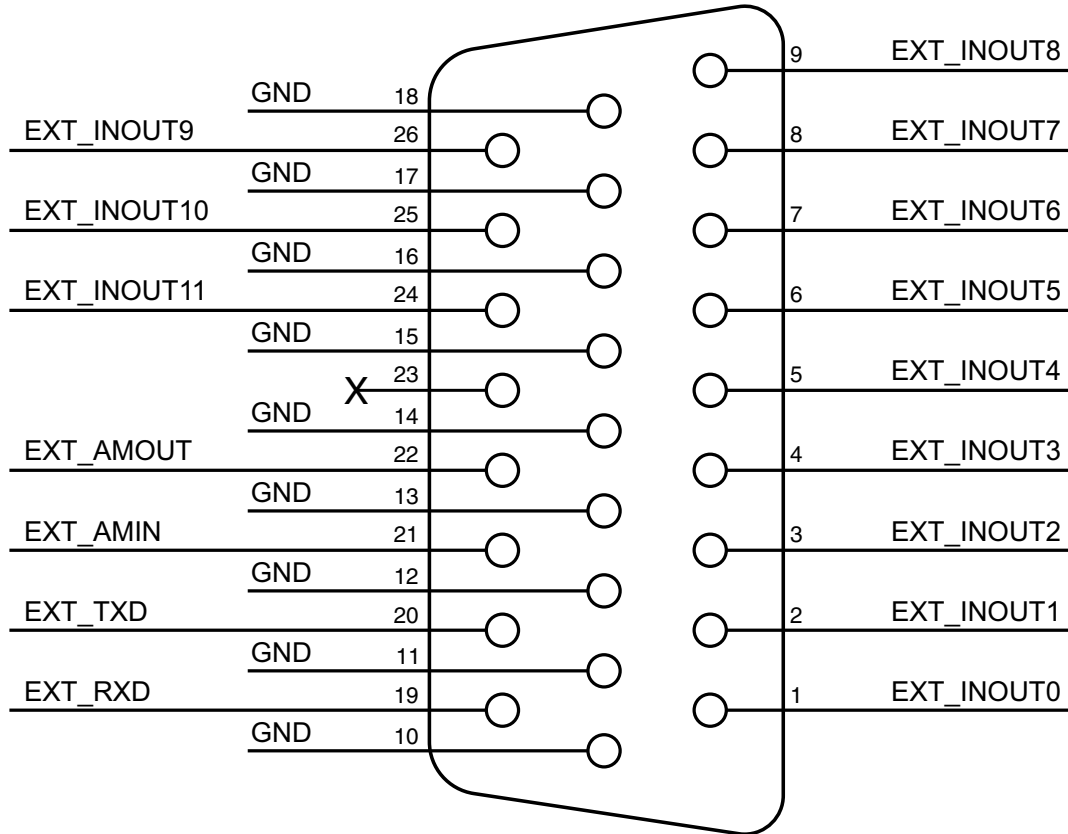 9 EXT_INOUT8
GND 18
EXT_INOUT9 26
8 EXT_INOUT7
GND 17
EXT_INOUT10 25
7 EXT_INOUT6
GND 16
EXT_INOUT11 24
6 EXT_INOUT5
GND 15
X 23
5 EXT_INOUT4
GND 14
EXT_AMOUT 22
4 EXT_INOUT3
GND 13
EXT_AMIN 21
3 EXT_INOUT2
GND 12
EXT_TXD 20
2 EXT_INOUT1
GND 11
EXT_RXD 19
1 EXT_INOUT0
GND 10